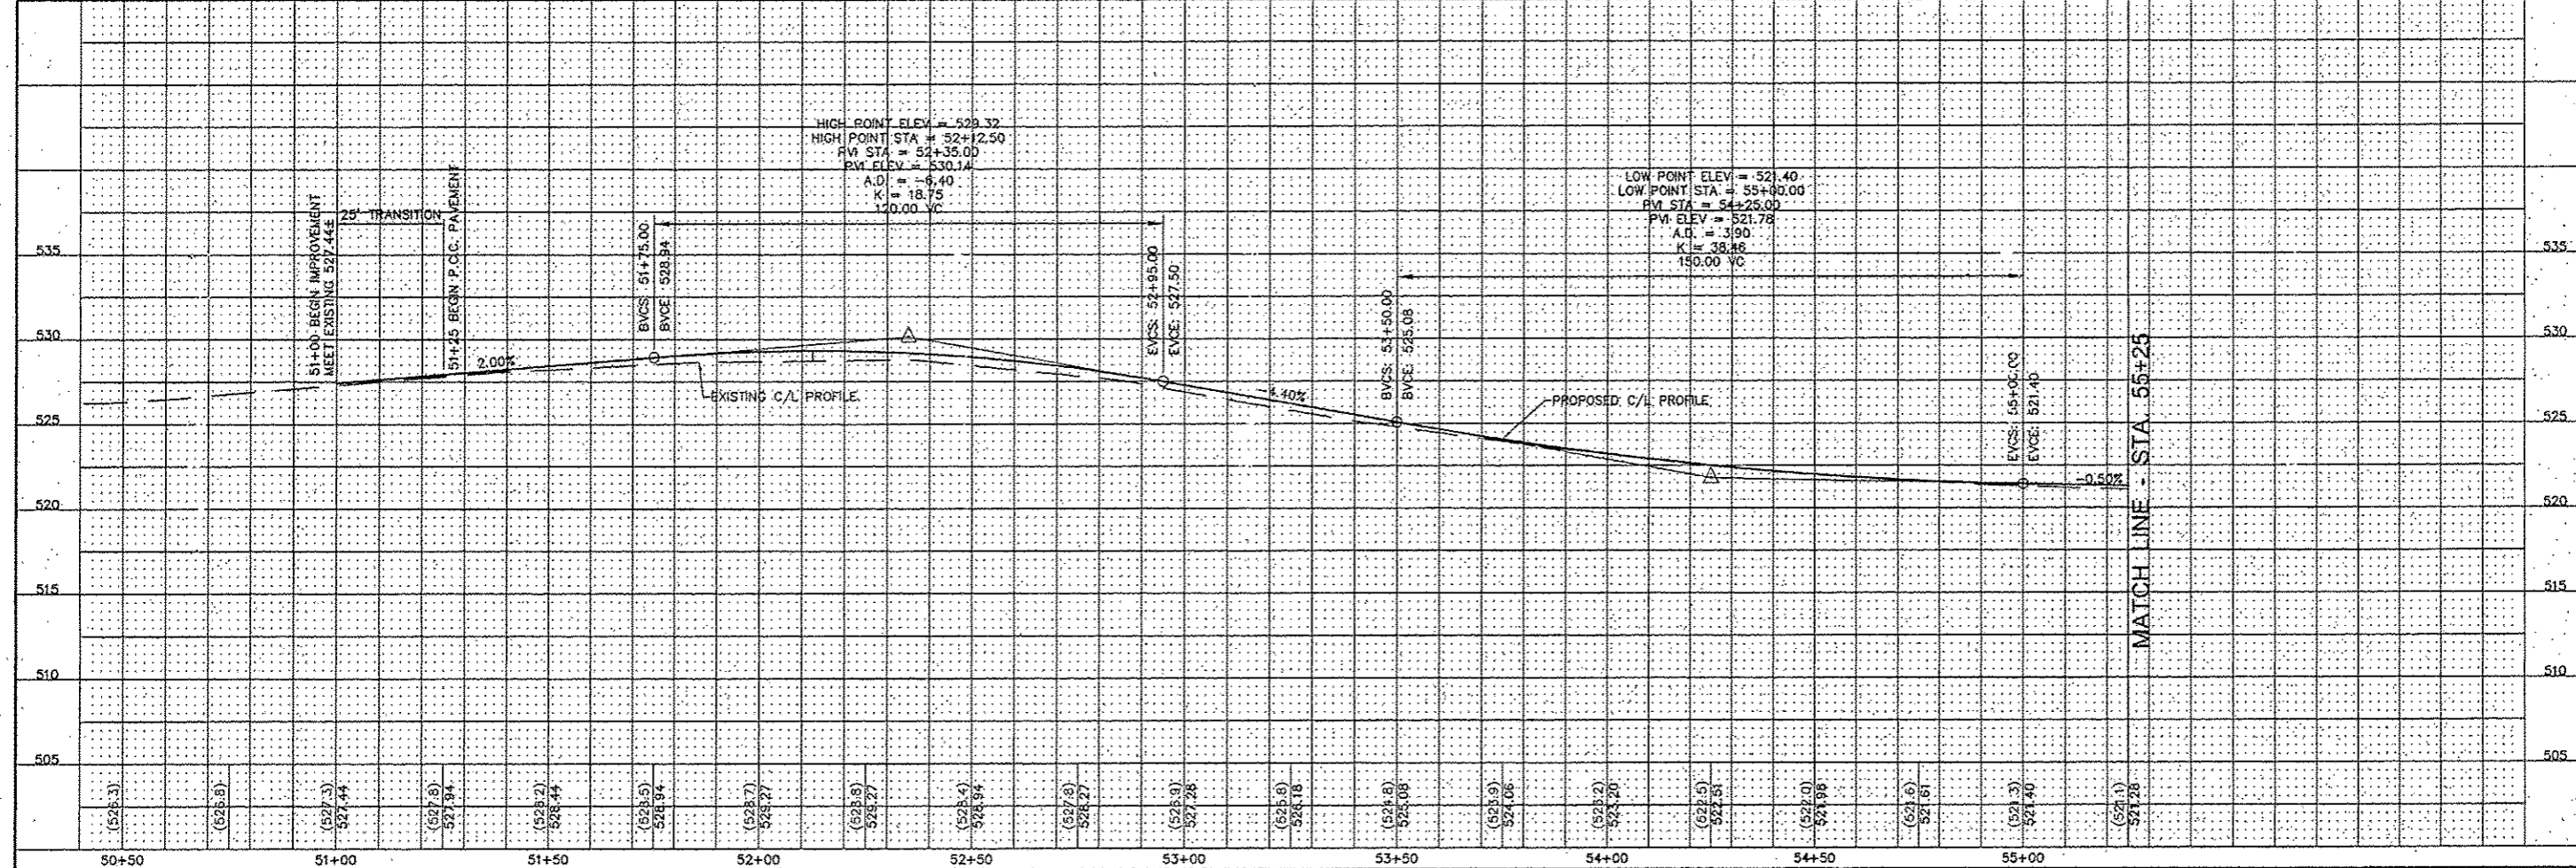 HIGH POINT ELEV = 529.32
HIGH POINT STA = 52+12.50
PVI STA = 52+35.00
PVI ELEV = 530.14
A.D. = -6.40
K = 18.75
120.00 VC
LOW POINT ELEV = 521.40
LOW POINT STA = 55+00.00
PVI STA = 54+25.00
PVI ELEV = 521.78
A.D. = 3.90
K = 38.46
150.00 VC
51+00 BEGIN IMPROVEMENT
MEET EXISTING 527.44±
25' TRANSITION
51+25 BEGIN P.C.C. PAVEMENT
BVCS: 51+75.00
BVCE: 528.94
EVCS: 52+95.00
EVCE: 527.50
BVCS: 53+50.00
BVCE: 525.08
EVCS: 55+00.00
EVCE: 521.40
MATCH LINE - STA. 55+25
2.00%
EXISTING C/L PROFILE
-4.40%
PROPOSED C/L PROFILE
-0.50%
535 535
530 530
525 525
520 520
515 515
510 510
505 505
(526.3)
(526.8)
(527.3)
527.44
(527.8)
527.94
(528.2)
528.44
(528.5)
528.94
(528.7)
529.27
(528.8)
529.27
(528.4)
528.94
(527.8)
528.27
(526.9)
527.28
(525.8)
526.18
(524.8)
525.08
(523.9)
524.06
(523.2)
523.20
(522.5)
522.51
(522.0)
521.98
(521.6)
521.61
(521.3)
521.40
(521.1)
521.28
50+50 51+00 51+50 52+00 52+50 53+00 53+50 54+00 54+50 55+00